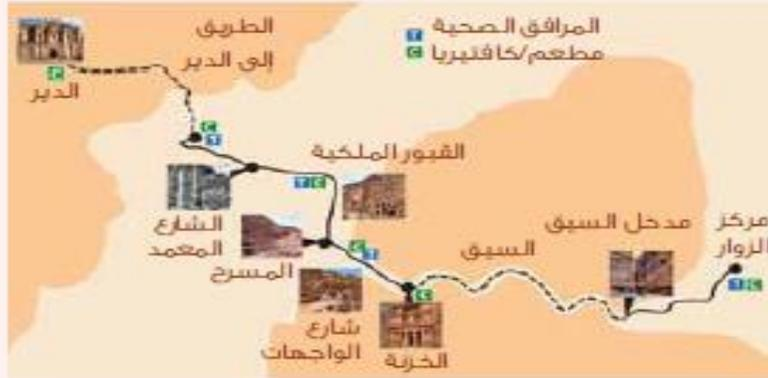 المرافق الصحية T
مطعم/كافتيريا C
الطريق
إلى الدير
الدير
C
C
T
القبور الملكية
T C
الشارع
المعمد
المسرح
C
T
شارع
الواجهات
C
الخزنة
السيق
مدخل السيق
مركز
الزوار
T C